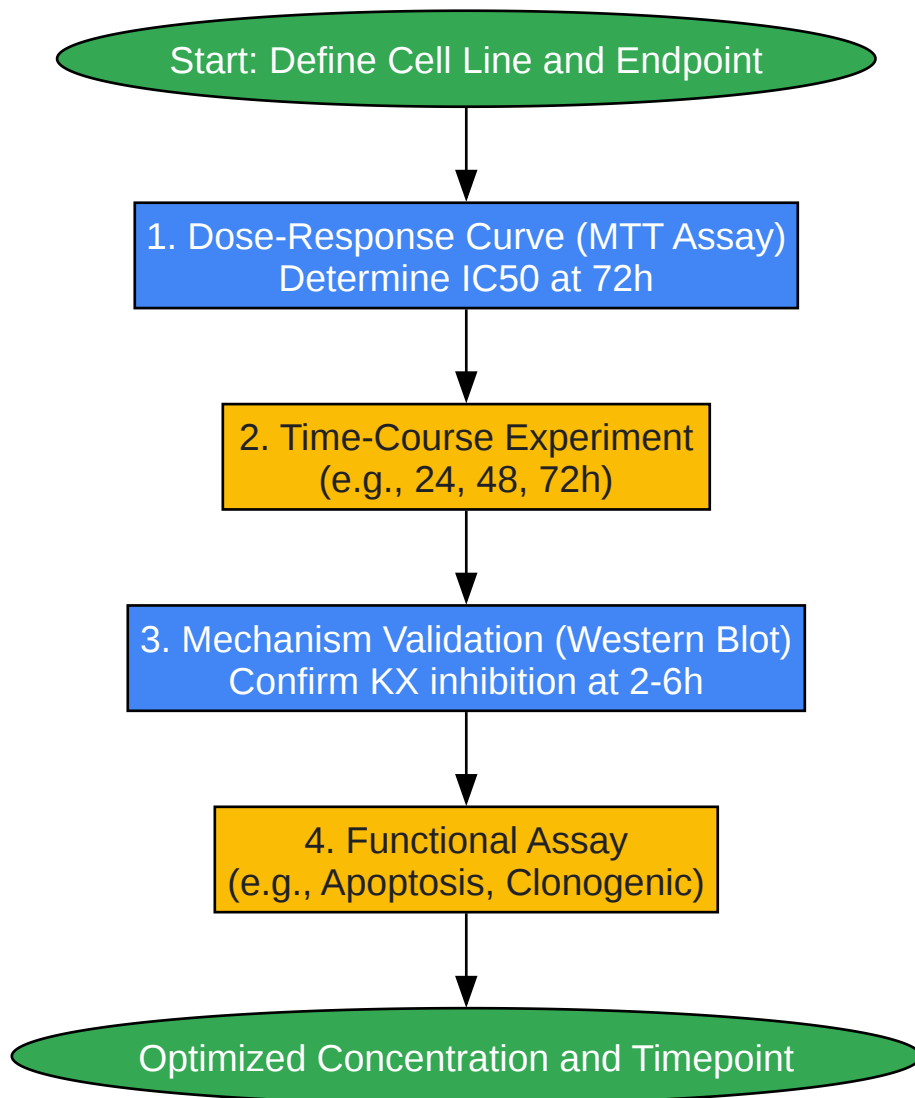 Start: Define Cell Line and Endpoint
1. Dose-Response Curve (MTT Assay)
Determine IC50 at 72h
2. Time-Course Experiment
(e.g., 24, 48, 72h)
3. Mechanism Validation (Western Blot)
Confirm KX inhibition at 2-6h
4. Functional Assay
(e.g., Apoptosis, Clonogenic)
Optimized Concentration and Timepoint